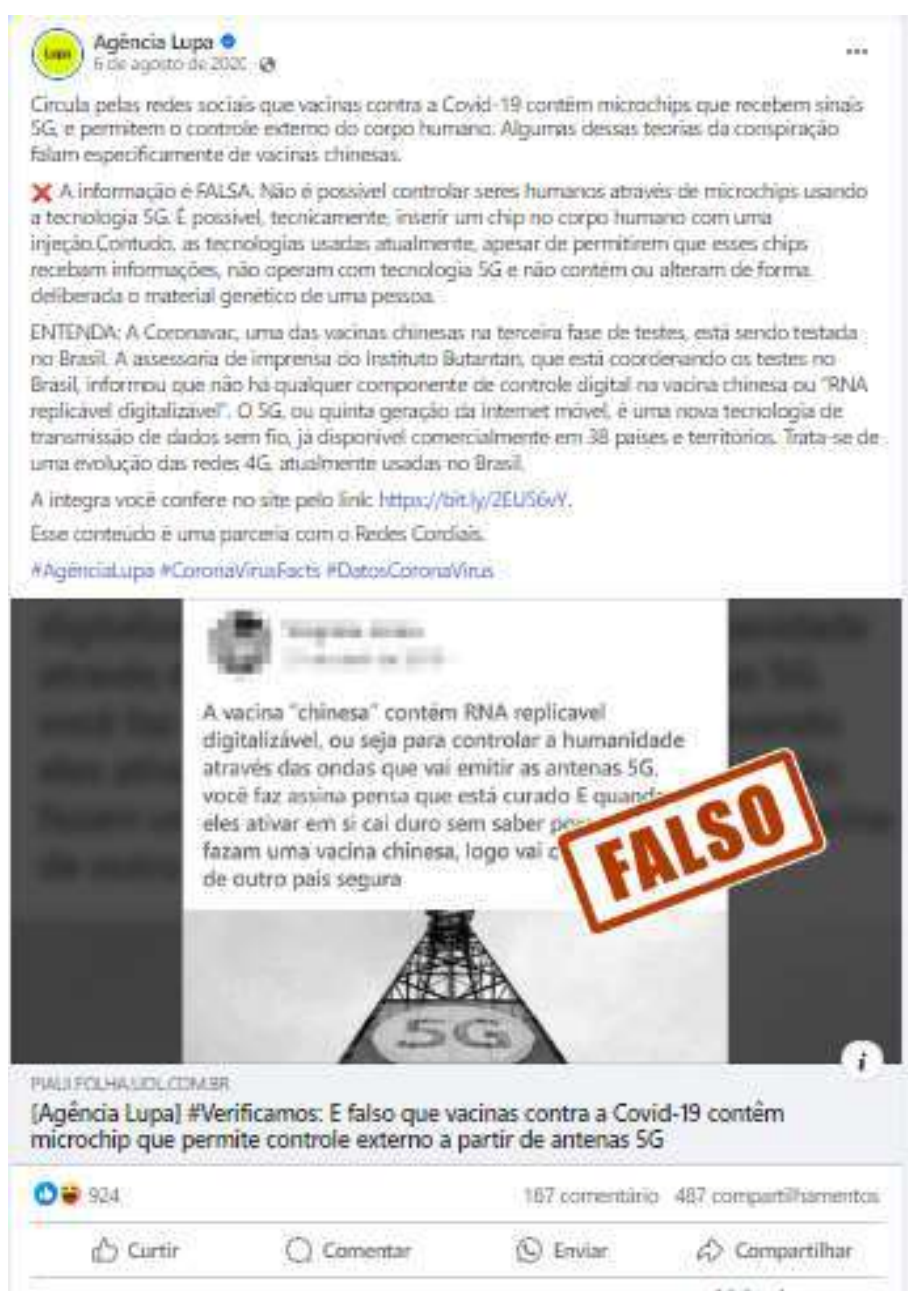 Lupa
Agência Lupa
6 de agosto de 2020
Circula pelas redes sociais que vacinas contra a Covid-19 contêm microchips que recebem sinais
5G, e permitem o controle externo do corpo humano. Algumas dessas teorias da conspiração
falam especificamente de vacinas chinesas.
❌ A informação é FALSA. Não é possível controlar seres humanos através de microchips usando
a tecnologia 5G. É possível, tecnicamente, inserir um chip no corpo humano com uma
injeção.Contudo, as tecnologias usadas atualmente, apesar de permitirem que esses chips
recebam informações, não operam com tecnologia 5G e não contêm ou alteram de forma
deliberada o material genético de uma pessoa.
ENTENDA: A Coronavac, uma das vacinas chinesas na terceira fase de testes, está sendo testada
no Brasil. A assessoria de imprensa do Instituto Butantan, que está coordenando os testes no
Brasil, informou que não há qualquer componente de controle digital na vacina chinesa ou "RNA
replicável digitalizável". O 5G, ou quinta geração da internet móvel, é uma nova tecnologia de
transmissão de dados sem fio, já disponível comercialmente em 38 países e territórios. Trata-se de
uma evolução das redes 4G, atualmente usadas no Brasil.
A íntegra você confere no site pelo link: https://bit.ly/2EUS6vY.
Esse conteúdo é uma parceria com o Redes Cordiais.
#AgênciaLupa #CoronaVirusFacts #DatosCoronaVirus
A vacina "chinesa" contém RNA replicavel
digitalizável, ou seja para controlar a humanidade
através das ondas que vai emitir as antenas 5G,
você faz assina pensa que está curado E quand
eles ativar em si cai duro sem saber
fazam uma vacina chinesa, logo vai
de outro pais segura
FALSO
5G
PIAUI.FOLHA.UOL.COM.BR
[Agência Lupa] #Verificamos: É falso que vacinas contra a Covid-19 contêm
microchip que permite controle externo a partir de antenas 5G
924
167 comentário 487 compartilhamentos
Curtir Comentar Enviar Compartilhar